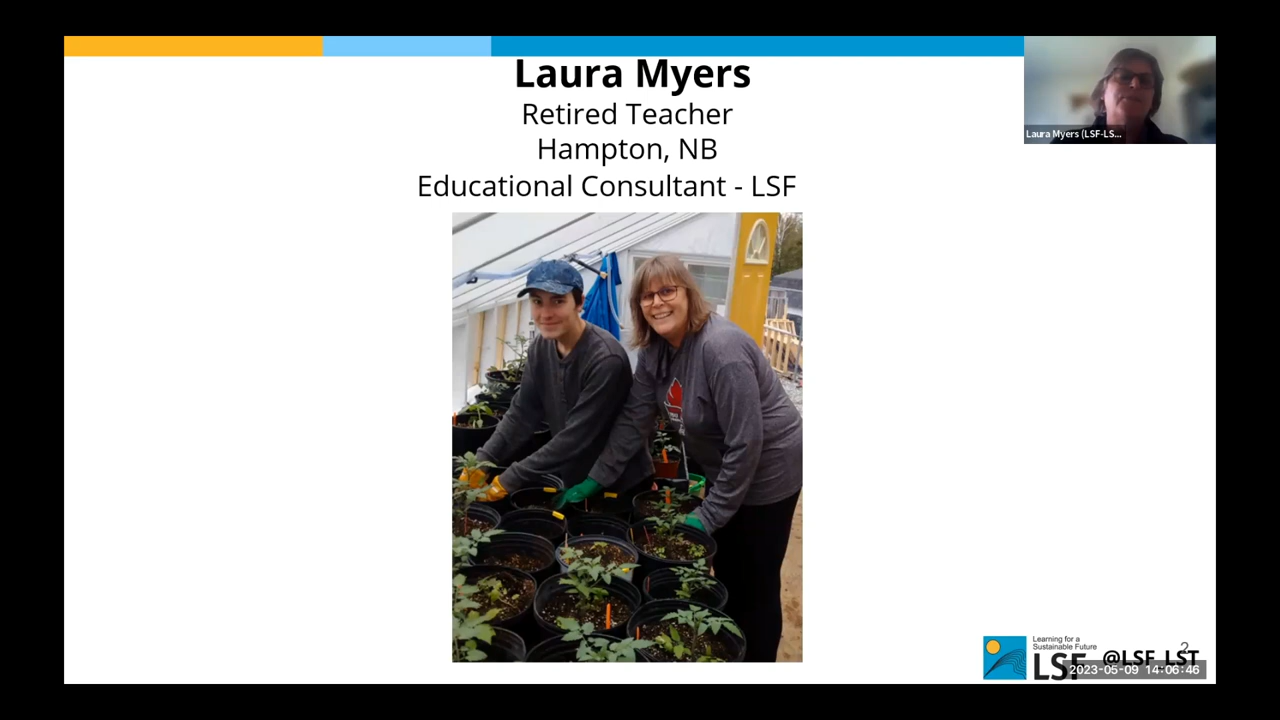 Laura Myers
Retired Teacher
Hampton, NB
Educational Consultant - LSF
Laura Myers (LSF-LS...
Learning for a
Sustainable Future
LSF
@LSF_LST
2
2023-05-09 14:06:46